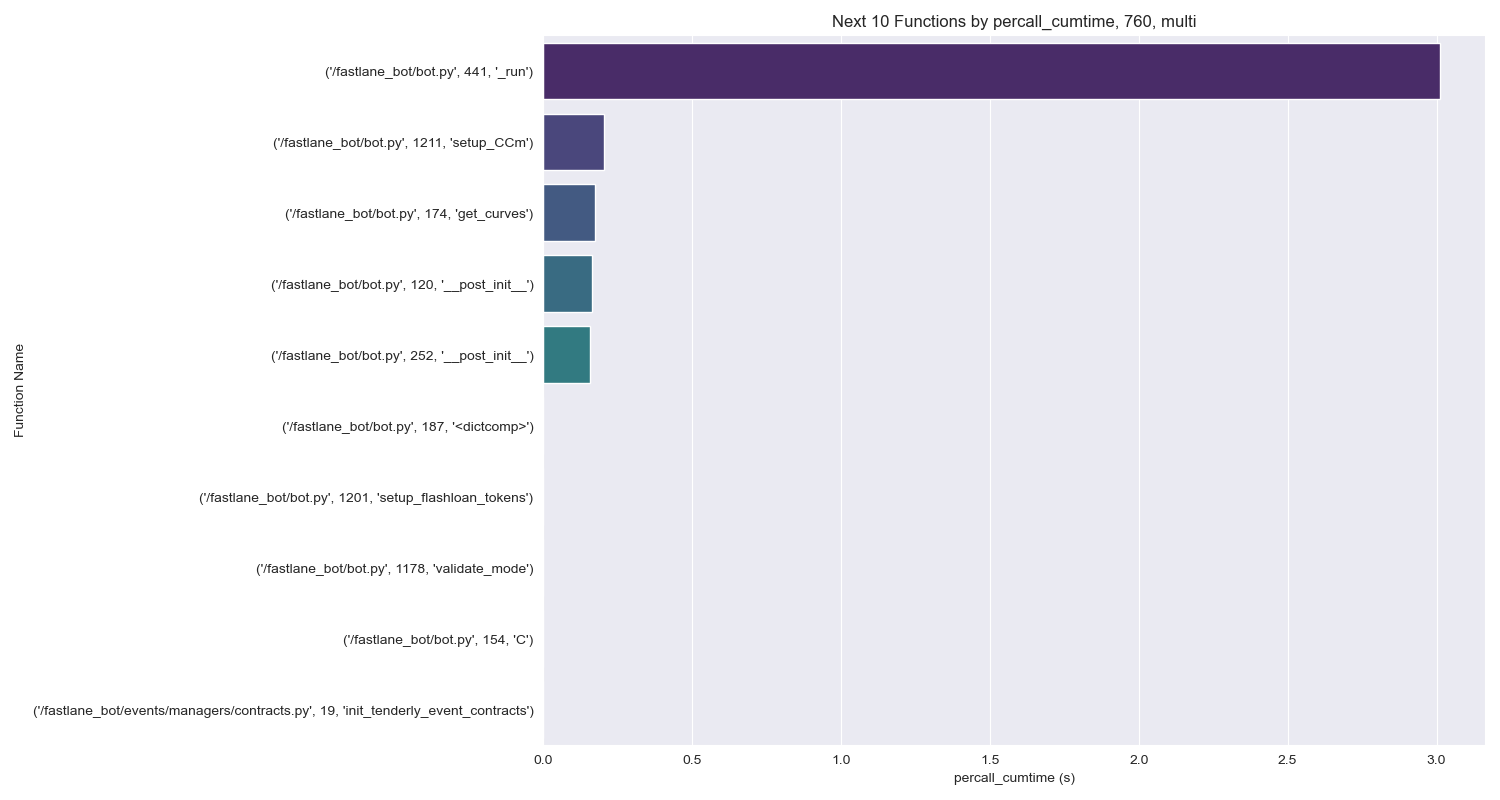 Next 10 Functions by percall_cumtime, 760, multi
('/fastlane_bot/bot.py', 441, '_run')
('/fastlane_bot/bot.py', 1211, 'setup_CCm')
('/fastlane_bot/bot.py', 174, 'get_curves')
('/fastlane_bot/bot.py', 120, '__post_init__')
('/fastlane_bot/bot.py', 252, '__post_init__')
('/fastlane_bot/bot.py', 187, '<dictcomp>')
('/fastlane_bot/bot.py', 1201, 'setup_flashloan_tokens')
('/fastlane_bot/bot.py', 1178, 'validate_mode')
('/fastlane_bot/bot.py', 154, 'C')
('/fastlane_bot/events/managers/contracts.py', 19, 'init_tenderly_event_contracts')
Function Name
0.0 0.5 1.0 1.5 2.0 2.5 3.0
percall_cumtime (s)